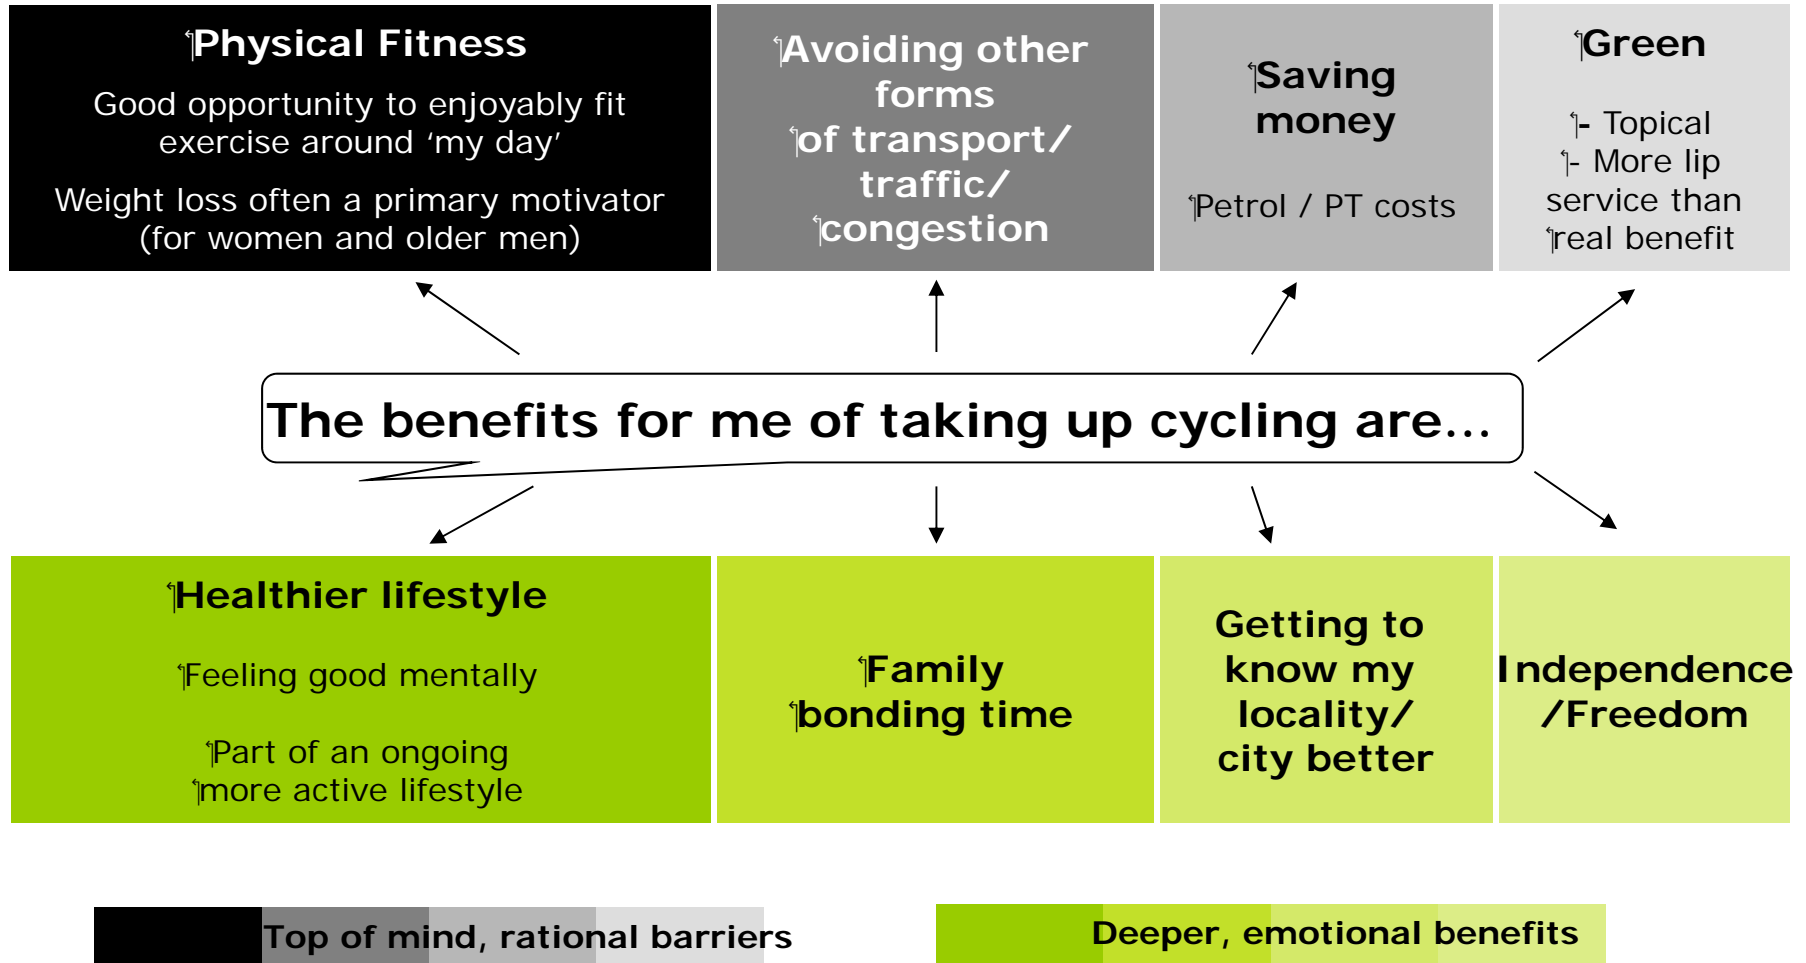 Physical Fitness
Good opportunity to enjoyably fit
exercise around ‘my day’
Weight loss often a primary motivator
(for women and older men)
Avoiding other
forms
of transport/
traffic/
congestion
Saving
money
Petrol / PT costs
Green
- Topical
- More lip
service than
real benefit
The benefits for me of taking up cycling are...
Healthier lifestyle
Feeling good mentally
Part of an ongoing
more active lifestyle
Family
bonding time
Getting to
know my
locality/
city better
Independence
/Freedom
Top of mind, rational barriers
Deeper, emotional benefits